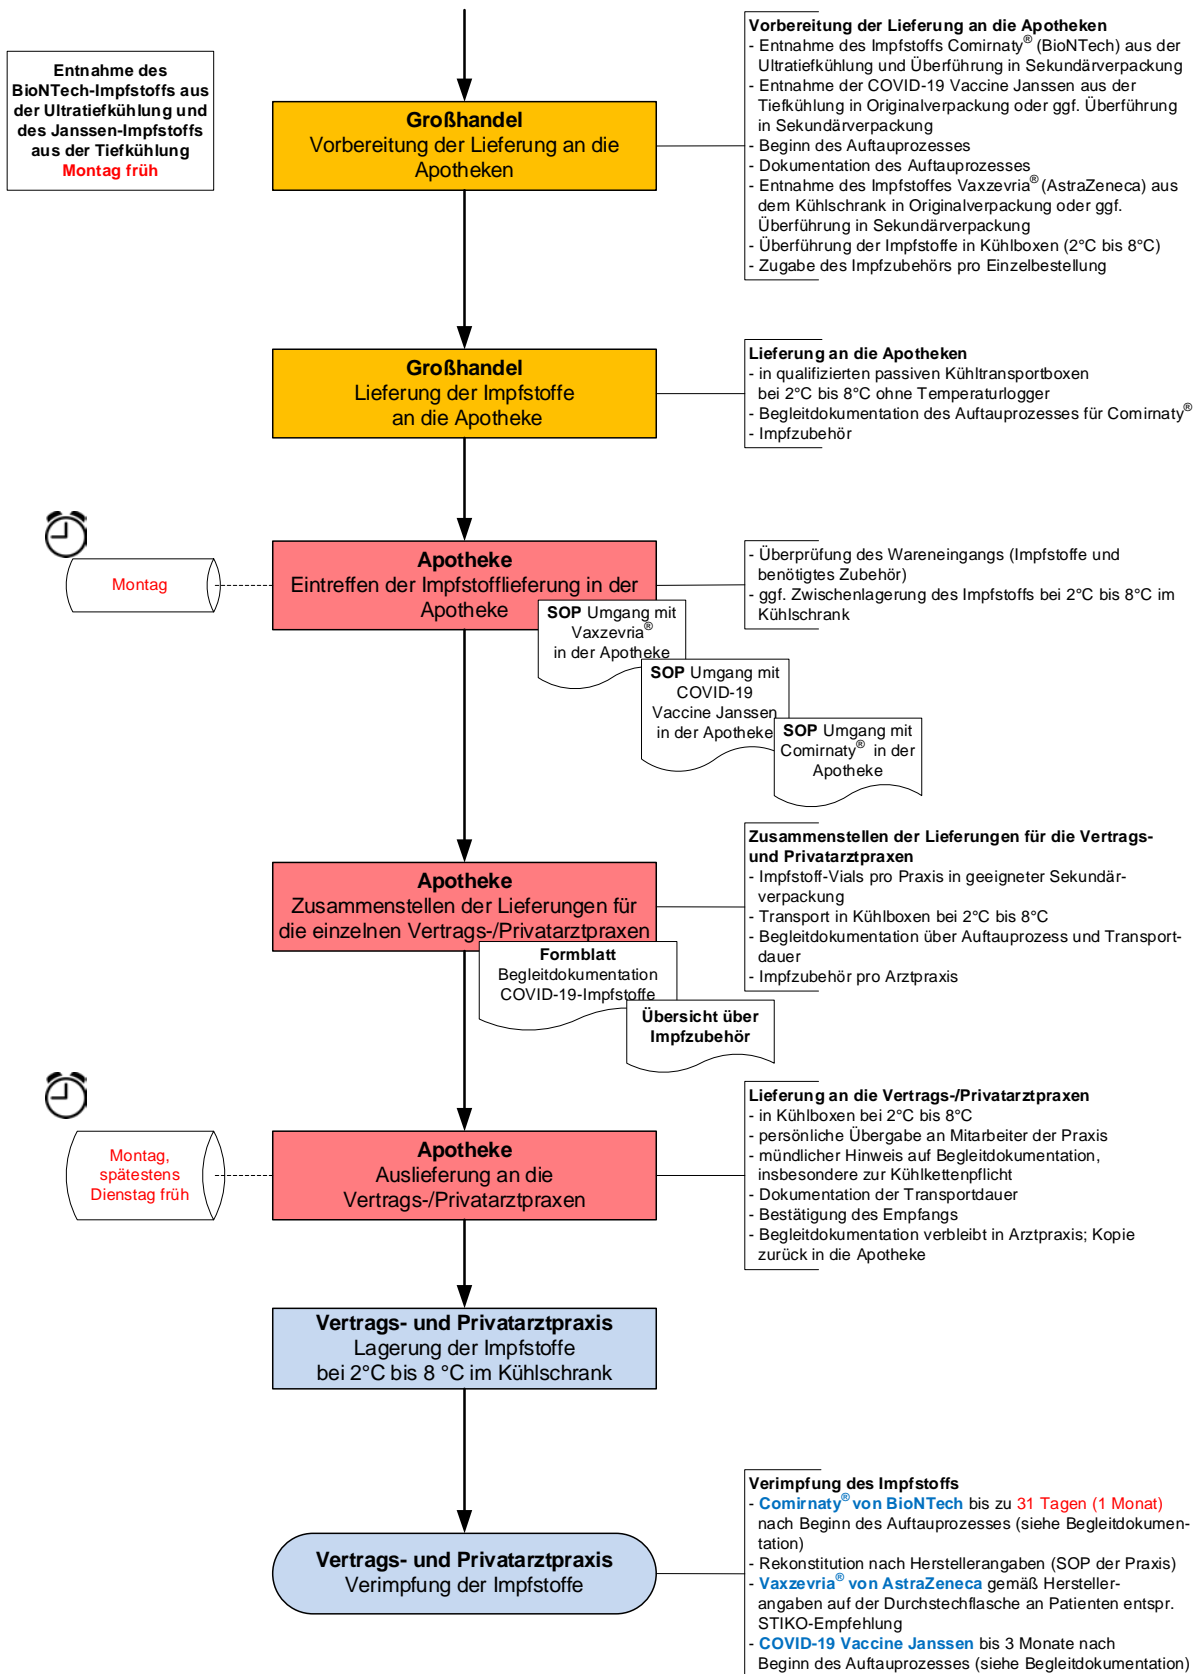 Entnahme des
BioNTech-Impfstoffs aus
der Ultratiefkühlung und
des Janssen-Impfstoffs
aus der Tiefkühlung
Montag früh
Großhandel
Vorbereitung der Lieferung an die
Apotheken
Vorbereitung der Lieferung an die Apotheken
- Entnahme des Impfstoffs Comirnaty® (BioNTech) aus der
Ultratiefkühlung und Überführung in Sekundärverpackung
- Entnahme der COVID-19 Vaccine Janssen aus der
Tiefkühlung in Originalverpackung oder ggf. Überführung
in Sekundärverpackung
- Beginn des Auftauprozesses
- Dokumentation des Auftauprozesses
- Entnahme des Impfstoffes Vaxzevria® (AstraZeneca) aus
dem Kühlschrank in Originalverpackung oder ggf.
Überführung in Sekundärverpackung
- Überführung der Impfstoffe in Kühlboxen (2°C bis 8°C)
- Zugabe des Impfzubehörs pro Einzelbestellung
Großhandel
Lieferung der Impfstoffe
an die Apotheke
Lieferung an die Apotheken
- in qualifizierten passiven Kühltransportboxen
bei 2°C bis 8°C ohne Temperaturlogger
- Begleitdokumentation des Auftauprozesses für Comirnaty®
- Impfzubehör
Montag
Apotheke
Eintreffen der Impfstofflieferung in der
Apotheke
- Überprüfung des Wareneingangs (Impfstoffe und
benötigtes Zubehör)
- ggf. Zwischenlagerung des Impfstoffs bei 2°C bis 8°C im
Kühlschrank
SOP Umgang mit
Vaxzevria®
in der Apotheke
SOP Umgang mit
COVID-19
Vaccine Janssen
in der Apotheke
SOP Umgang mit
Comirnaty® in der
Apotheke
Apotheke
Zusammenstellen der Lieferungen für
die einzelnen Vertrags-/Privatarztpraxen
Zusammenstellen der Lieferungen für die Vertrags-
und Privatarztpraxen
- Impfstoff-Vials pro Praxis in geeigneter Sekundär-
verpackung
- Transport in Kühlboxen bei 2°C bis 8°C
- Begleitdokumentation über Auftauprozess und Transport-
dauer
- Impfzubehör pro Arztpraxis
Formblatt
Begleitdokumentation
COVID-19-Impfstoffe
Übersicht über
Impfzubehör
Montag,
spätestens
Dienstag früh
Apotheke
Auslieferung an die
Vertrags-/Privatarztpraxen
Lieferung an die Vertrags-/Privatarztpraxen
- in Kühlboxen bei 2°C bis 8°C
- persönliche Übergabe an Mitarbeiter der Praxis
- mündlicher Hinweis auf Begleitdokumentation,
insbesondere zur Kühlkettenpflicht
- Dokumentation der Transportdauer
- Bestätigung des Empfangs
- Begleitdokumentation verbleibt in Arztpraxis; Kopie
zurück in die Apotheke
Vertrags- und Privatarztpraxis
Lagerung der Impfstoffe
bei 2°C bis 8 °C im Kühlschrank
Vertrags- und Privatarztpraxis
Verimpfung der Impfstoffe
Verimpfung des Impfstoffs
- Comirnaty® von BioNTech bis zu 31 Tagen (1 Monat)
nach Beginn des Auftauprozesses (siehe Begleitdokumen-
tation)
- Rekonstitution nach Herstellerangaben (SOP der Praxis)
- Vaxzevria® von AstraZeneca gemäß Hersteller-
angaben auf der Durchstechflasche an Patienten entspr.
STIKO-Empfehlung
- COVID-19 Vaccine Janssen bis 3 Monate nach
Beginn des Auftauprozesses (siehe Begleitdokumentation)